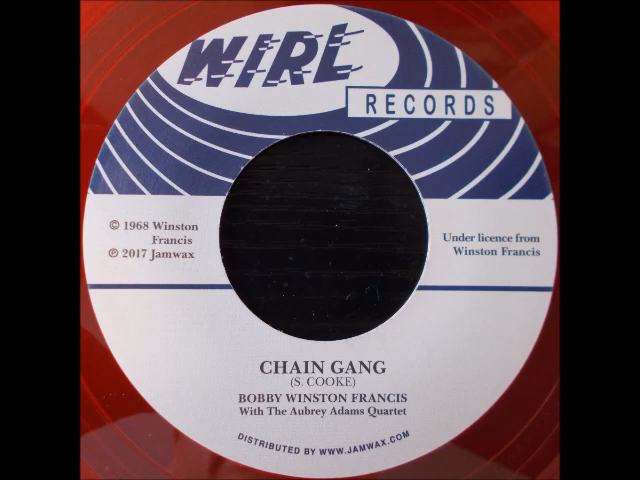 WIRL
RECORDS
© 1968 Winston
Francis
℗ 2017 Jamwax
Under licence from
Winston Francis
CHAIN GANG
(S. COOKE)
BOBBY WINSTON FRANCIS
With The Aubrey Adams Quartet
DISTRIBUTED BY WWW.JAMWAX.COM